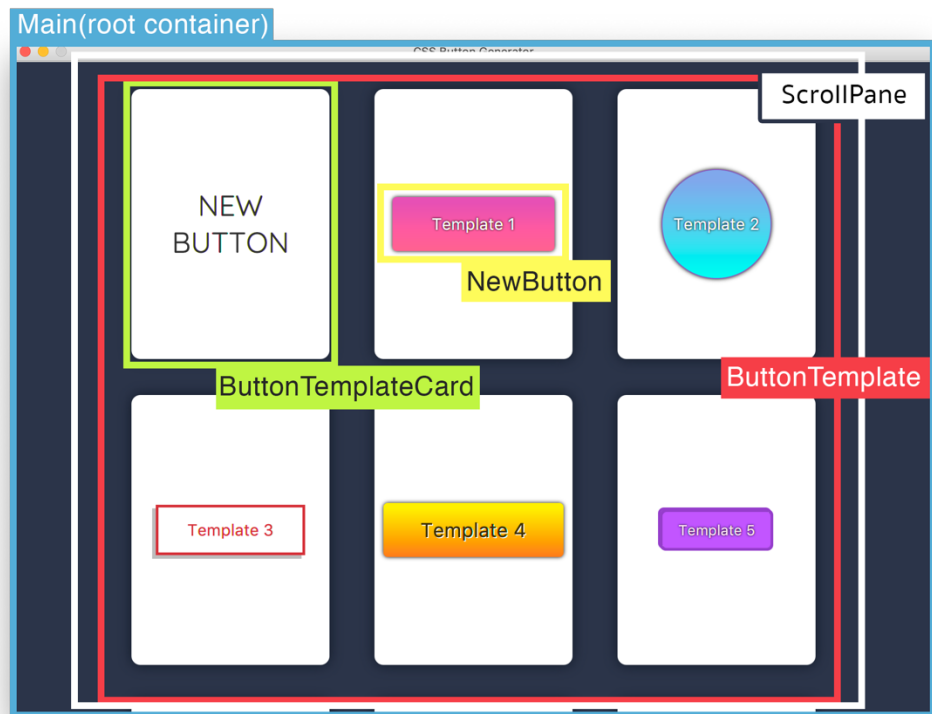 Main(root container)
CSS Button Generator
ScrollPane
NEW
BUTTON
Template 1
Template 2
NewButton
ButtonTemplateCard
ButtonTemplate
Template 3
Template 4
Template 5